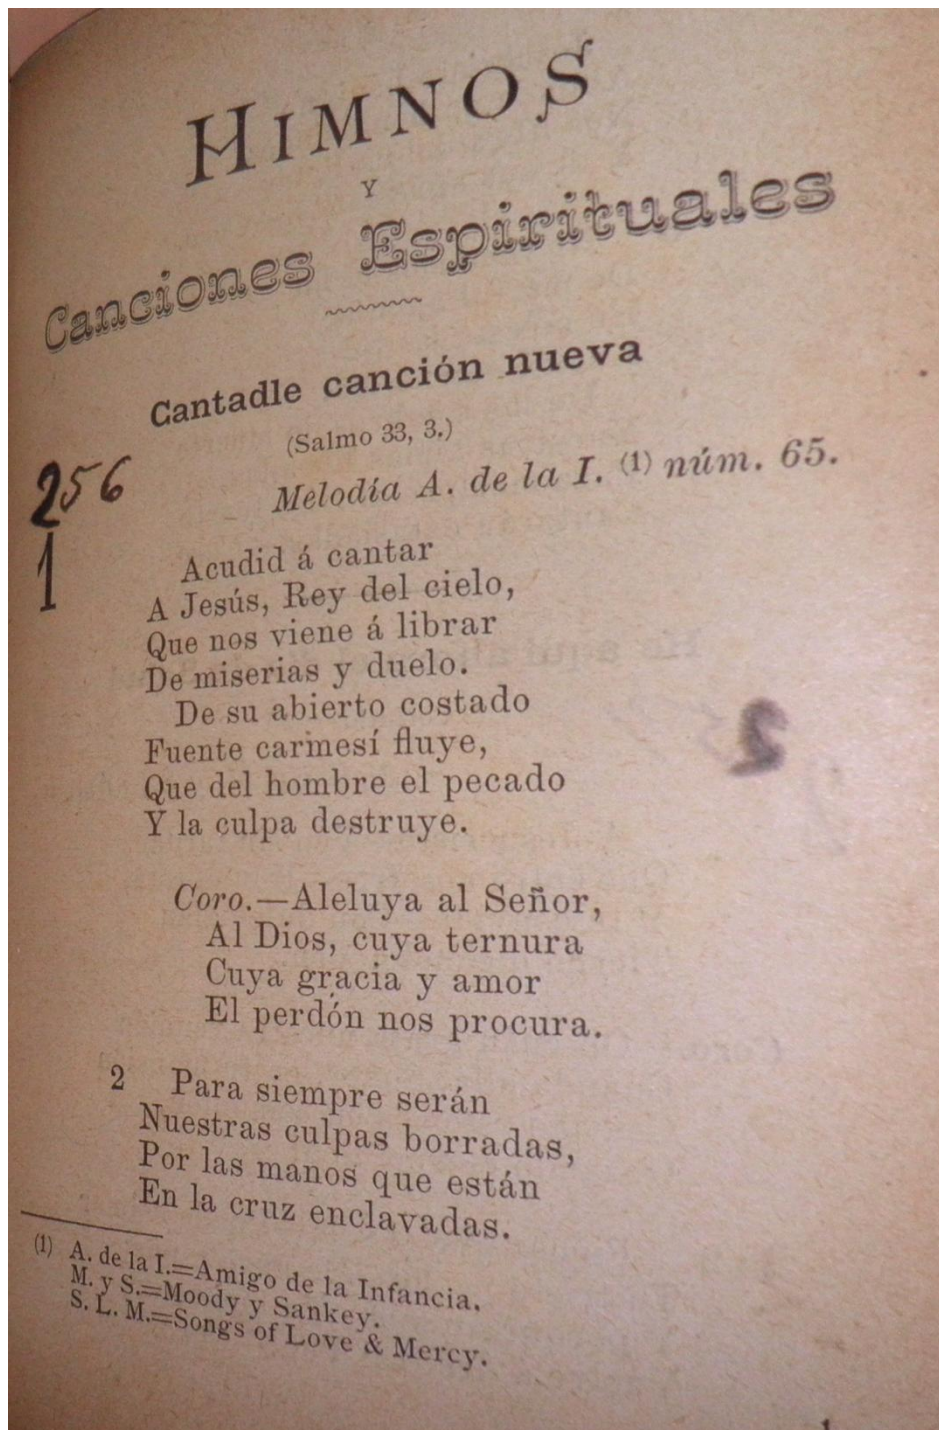 HIMNOS
Y
Canciones Espirituales
Cantadle canción nueva
(Salmo 33, 3.)
Melodía A. de la I. (1) núm. 65.
256
1
Acudid á cantar
A Jesús, Rey del cielo,
Que nos viene á librar
De miserias y duelo.
De su abierto costado
Fuente carmesí fluye,
Que del hombre el pecado
Y la culpa destruye.
Coro.—Aleluya al Señor,
Al Dios, cuya ternura
Cuya gracia y amor
El perdón nos procura.
2 Para siempre serán
Nuestras culpas borradas,
Por las manos que están
En la cruz enclavadas.
(1) A. de la I.=Amigo de la Infancia.
M. y S.=Moody y Sankey.
S. L. M.=Songs of Love & Mercy.